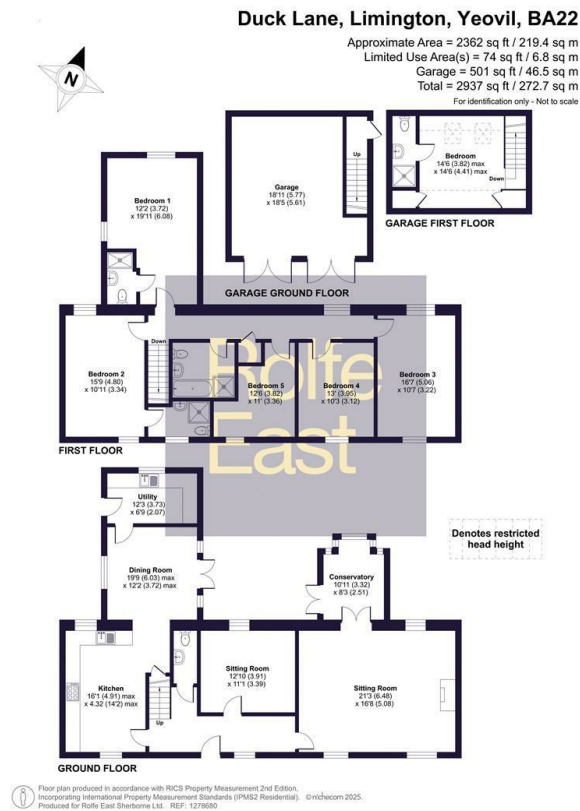 Duck Lane, Limington, Yeovil, BA22
Approximate Area = 2362 sq ft / 219.4 sq m
Limited Use Area(s) = 74 sq ft / 6.8 sq m
Garage = 501 sq ft / 46.5 sq m
Total = 2937 sq ft / 272.7 sq m
For identification only - Not to scale
N
Bedroom 1
12'2 (3.72)
x 19'11 (6.08)
Garage
18'11 (5.77)
x 18'5 (5.61)
Up
Bedroom
14'6 (3.82) max
x 14'6 (4.41) max
Down
GARAGE FIRST FLOOR
GARAGE GROUND FLOOR
Bedroom 2
15'9 (4.80)
x 10'11 (3.34)
Down
Bedroom 5
12'6 (3.82)
x 11' (3.36)
Bedroom 4
13' (3.95)
x 10'3 (3.12)
Bedroom 3
16'7 (5.06)
x 10'7 (3.22)
Rolfe
East
FIRST FLOOR
Utility
12'3 (3.73)
x 6'9 (2.07)
Denotes restricted
head height
Dining Room
19'9 (6.03) max
x 12'2 (3.72) max
Conservatory
10'11 (3.32)
x 8'3 (2.51)
Kitchen
16'1 (4.91) max
x 4.32 (14'2) max
Up
Sitting Room
12'10 (3.91)
x 11'1 (3.39)
Sitting Room
21'3 (6.48)
x 16'8 (5.08)
GROUND FLOOR
Floor plan produced in accordance with RICS Property Measurement 2nd Edition,
Incorporating International Property Measurement Standards (IPMS2 Residential). ©nichecom 2025.
Produced for Rolfe East Sherborne Ltd. REF: 1278680